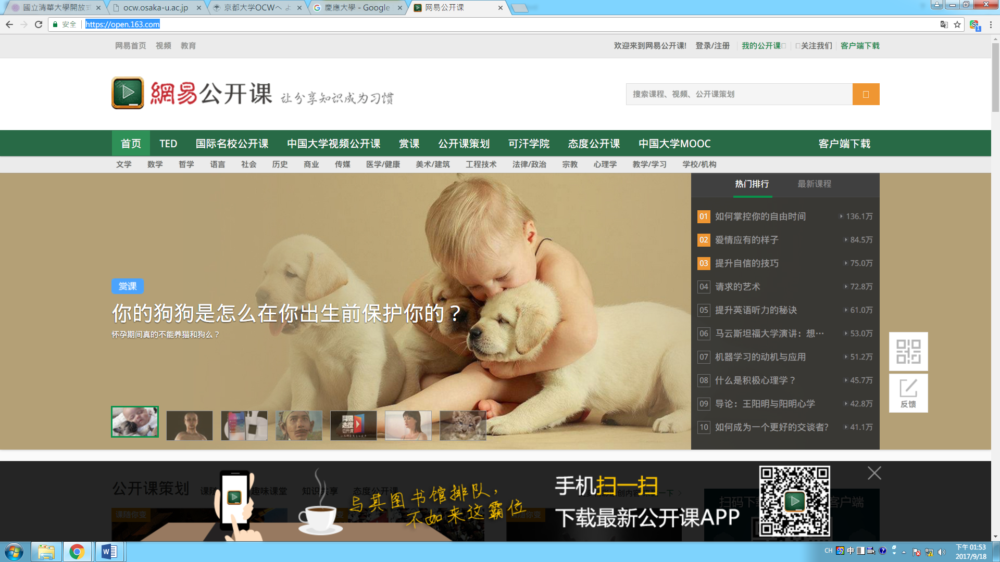 國立清華大學開放式
ocw.osaka-u.ac.jp
京都大学OCWへ よ
慶應大學 - Google
网易公开课
安全
https://open.163.com
网易首页 视频 教育
欢迎来到网易公开课! 登录/注册 我的公开课 关注我们 客户端下载
網易公开课 让分享知识成为习惯
搜索课程、视频、公开课策划
首页 TED 国际名校公开课 中国大学视频公开课 赏课 公开课策划 可汗学院 态度公开课 中国大学MOOC 客户端下载
文学 数学 哲学 语言 社会 历史 商业 传媒 医学/健康 美术/建筑 工程技术 法律/政治 宗教 心理学 教学/学习 学校/机构
赏课
你的狗狗是怎么在你出生前保护你的？
怀孕期间真的不能养猫和狗么？
热门排行 最新课程
01 如何掌控你的自由时间 136.1万
02 爱情应有的样子 84.5万
03 提升自信的技巧 75.0万
04 请求的艺术 72.8万
05 提升英语听力的秘诀 61.0万
06 马云斯坦福大学演讲：想… 53.0万
07 机器学习的动机与应用 51.2万
08 什么是积极心理学？ 45.7万
09 导论：王阳明与阳明心学 42.8万
10 如何成为一个更好的交谈者? 41.1万
反馈
网易
态度
公开课
公开课策划 趣味课堂 态度公开课
课随你变
与其图书馆排队，
不如来这霸位
手机扫一扫
下载最新公开课APP
CH 中
下午 01:53
2017/9/18